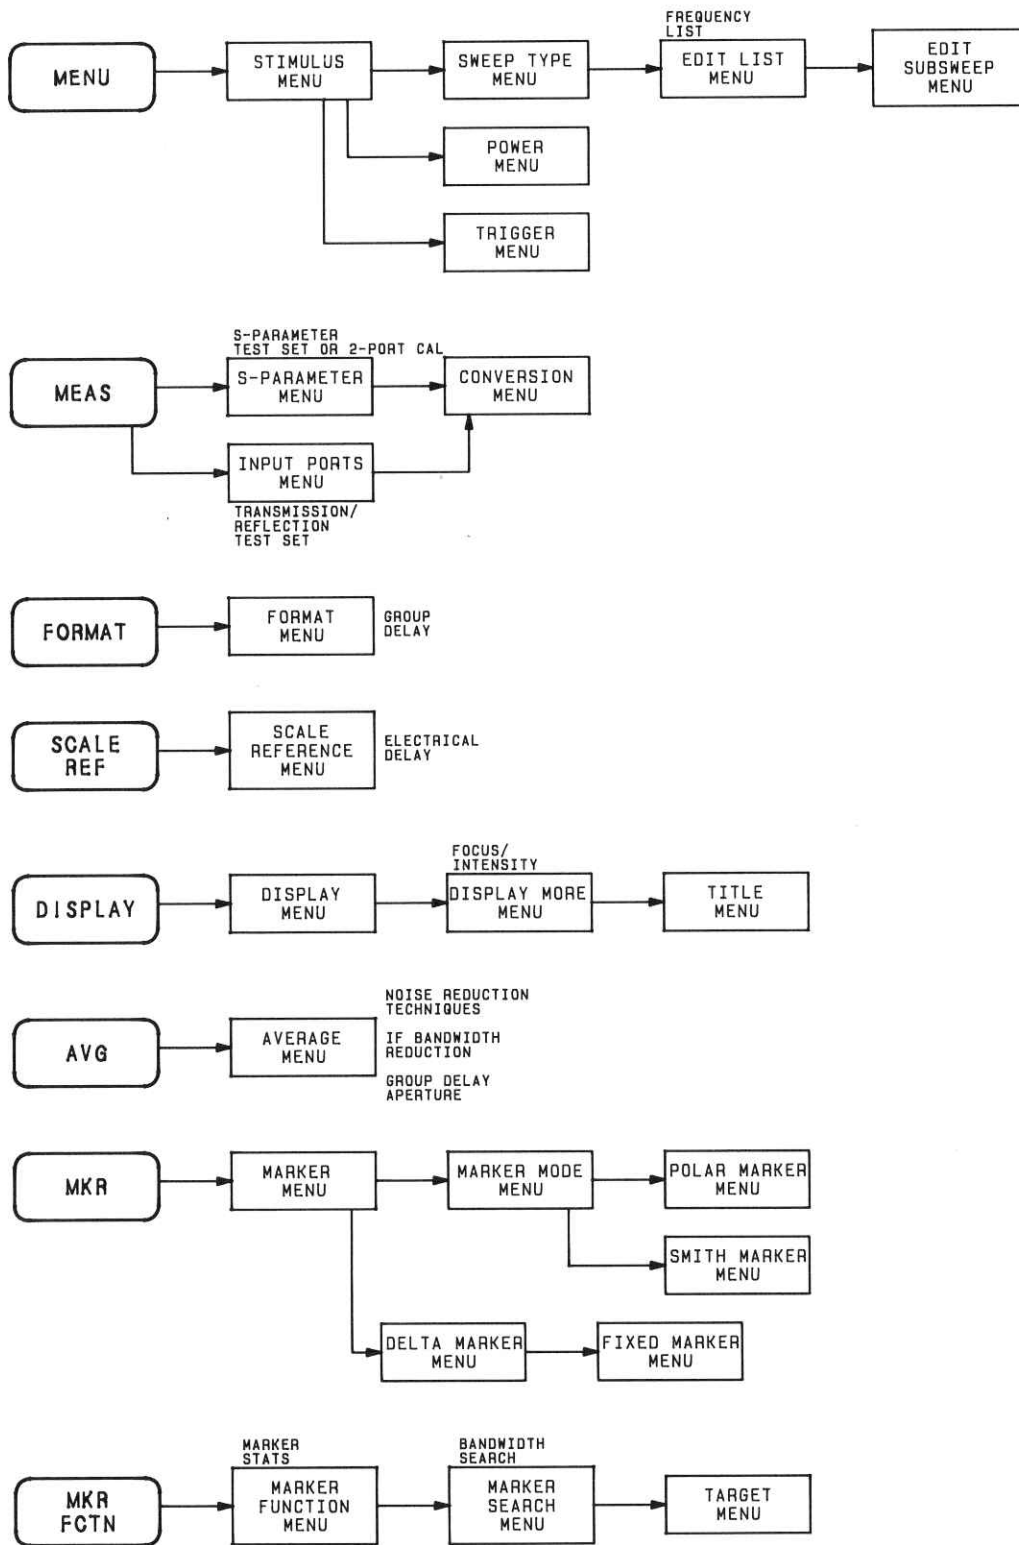 MENU
STIMULUS
MENU
SWEEP TYPE
MENU
FREQUENCY
LIST
EDIT LIST
MENU
EDIT
SUBSWEEP
MENU
POWER
MENU
TRIGGER
MENU
MEAS
S-PARAMETER
TEST SET OR 2-PORT CAL
S-PARAMETER
MENU
CONVERSION
MENU
INPUT PORTS
MENU
TRANSMISSION/
REFLECTION
TEST SET
FORMAT
FORMAT
MENU
GROUP
DELAY
SCALE
REF
SCALE
REFERENCE
MENU
ELECTRICAL
DELAY
DISPLAY
DISPLAY
MENU
FOCUS/
INTENSITY
DISPLAY MORE
MENU
TITLE
MENU
AVG
AVERAGE
MENU
NOISE REDUCTION
TECHNIQUES
IF BANDWIDTH
REDUCTION
GROUP DELAY
APERTURE
MKR
MARKER
MENU
MARKER MODE
MENU
POLAR MARKER
MENU
SMITH MARKER
MENU
DELTA MARKER
MENU
FIXED MARKER
MENU
MKR
FCTN
MARKER
STATS
MARKER
FUNCTION
MENU
BANDWIDTH
SEARCH
MARKER
SEARCH
MENU
TARGET
MENU